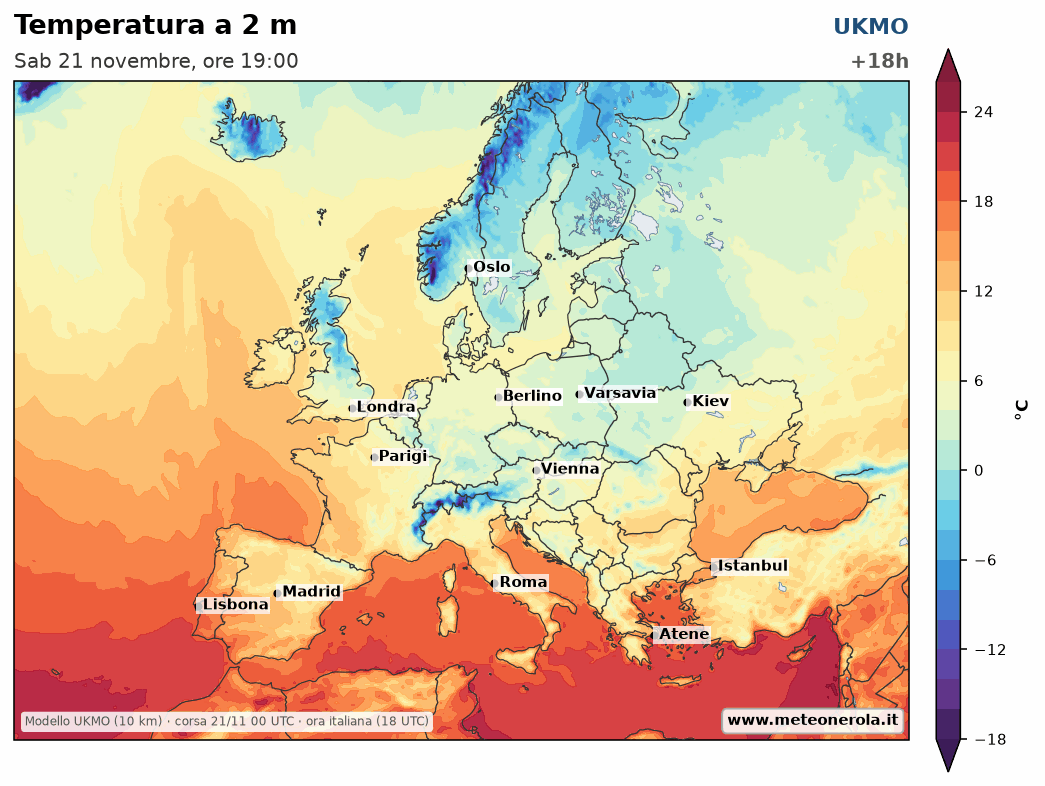 Temperatura a 2 m
UKMO
Sab 21 novembre, ore 19:00
+18h
24
18
12
6
0
−6
−12
−18
°C
Oslo
Berlino
Varsavia
Kiev
Londra
Parigi
Vienna
Istanbul
Roma
Madrid
Lisbona
Atene
Modello UKMO (10 km) · corsa 21/11 00 UTC · ora italiana (18 UTC)
www.meteonerola.it